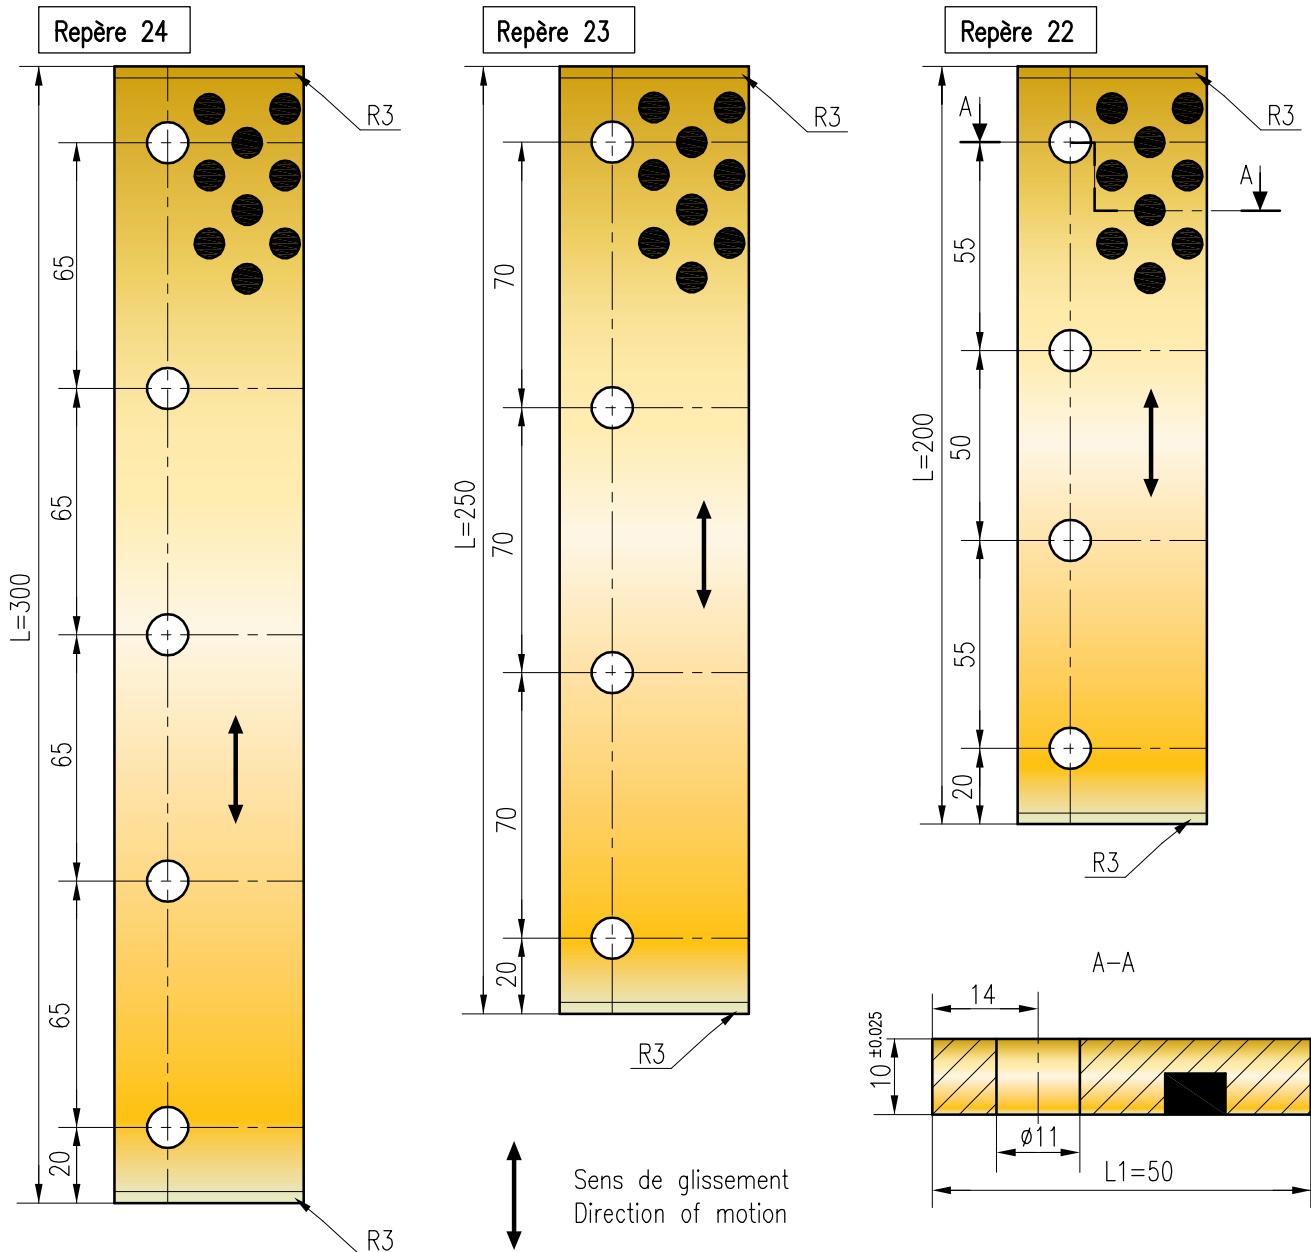 Repère 24
R3
65
65
65
65
20
L=300
R3
Repère 23
R3
70
70
70
20
L=250
R3
Repère 22
R3
A
A
55
50
55
20
L=200
R3
A-A
14
10 ±0.025
ø11
L1=50
Sens de glissement
Direction of motion